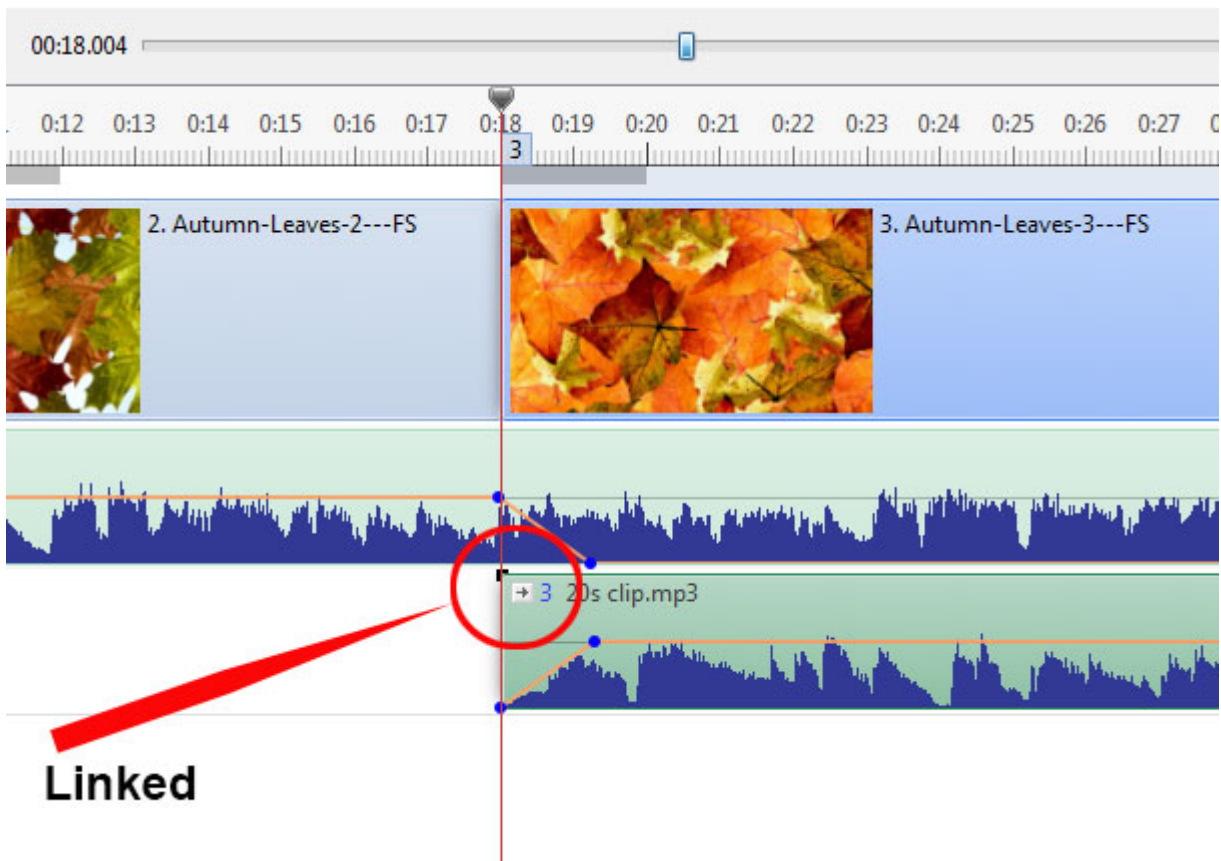 00:18.004
0:12 0:13 0:14 0:15 0:16 0:17 0:18 0:19 0:20 0:21 0:22 0:23 0:24 0:25 0:26 0:27
3
2. Autumn-Leaves-2---FS 3. Autumn-Leaves-3---FS
3 20s clip.mp3
Linked